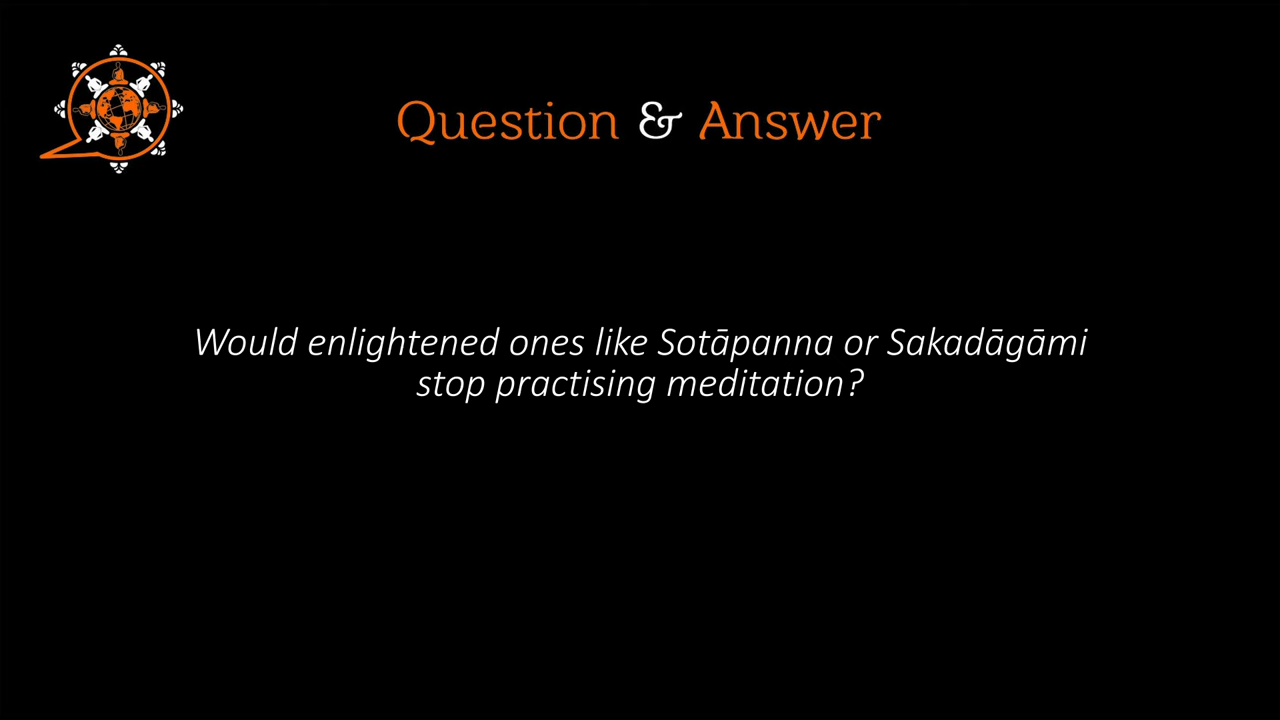 Question & Answer
Would enlightened ones like Sotāpanna or Sakadāgāmi
stop practising meditation?